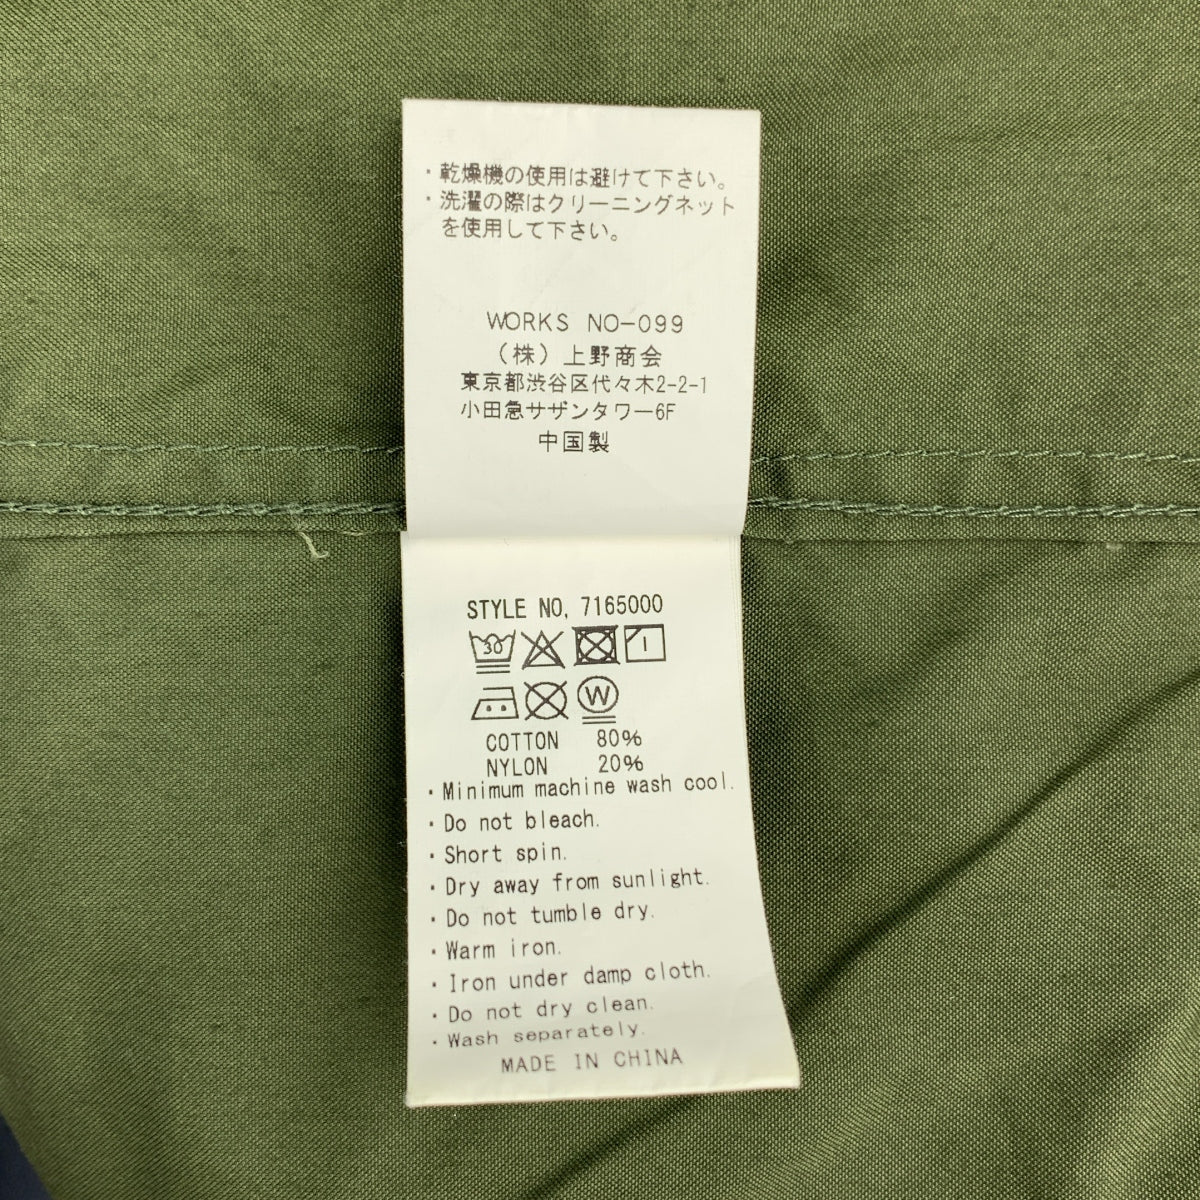 ・乾燥機の使用は避けて下さい。
・洗濯の際はクリーニングネット
を使用して下さい。
WORKS NO-099
(株)上野商会
東京都渋谷区代々木2-2-1
小田急サザンタワー6F
中国製
STYLE NO. 7165000
30
W
COTTON 80%
NYLON 20%
・Minimum machine wash cool.
・Do not bleach.
・Short spin.
・Dry away from sunlight.
・Do not tumble dry.
・Warm iron.
・Iron under damp cloth.
・Do not dry clean.
・Wash separately.
MADE IN CHINA